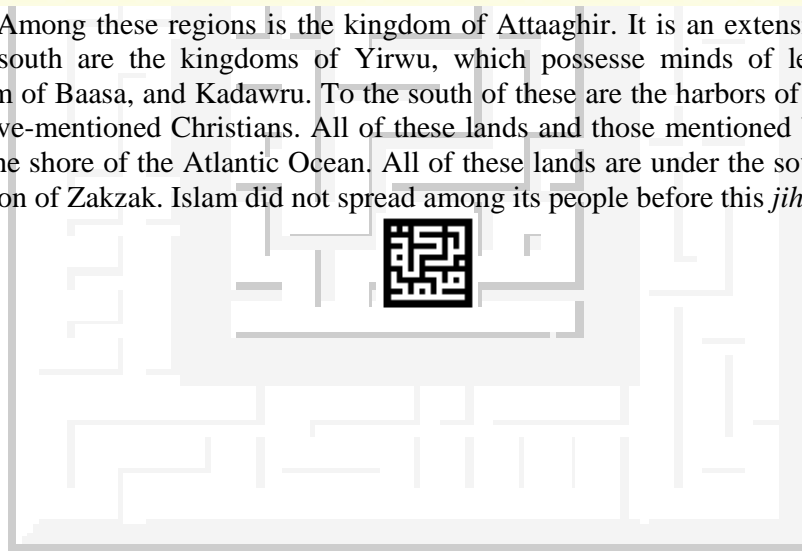 Among these regions is the kingdom of Attaaghir. It is an extens
south are the kingdoms of Yirwu, which possesse minds of le
m of Baasa, and Kadawru. To the south of these are the harbors of
ve-mentioned Christians. All of these lands and those mentioned
ne shore of the Atlantic Ocean. All of these lands are under the sou
on of Zakzak. Islam did not spread among its people before this jih